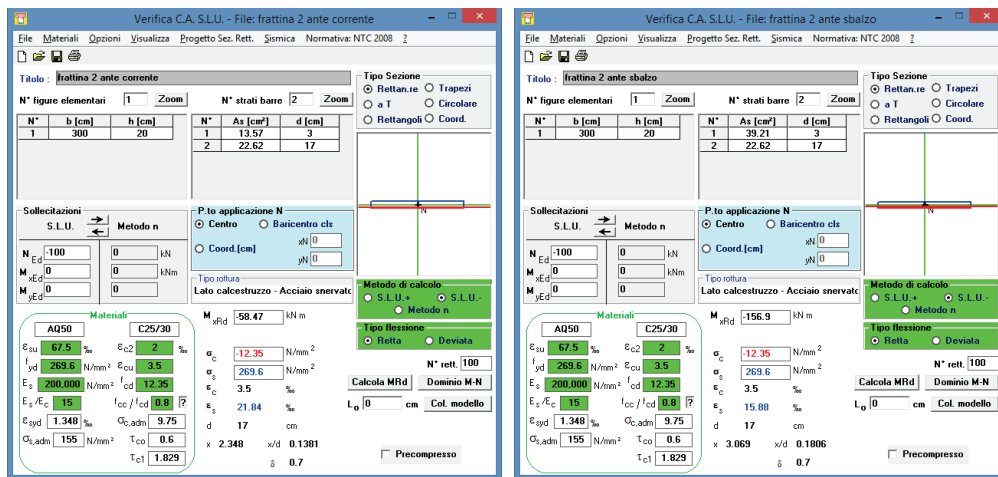 Verifica C.A. S.L.U. - File: frattina 2 ante corrente
File Materiali Opzioni Visualizza Progetto Sez. Rett. Sismica Normativa: NTC 2008 ?
Titolo : frattina 2 ante corrente
N° figure elementari 1 Zoom N° strati barre 2 Zoom
N° b [cm] h [cm]
1 300 20
N° As [cm²] d [cm]
1 13.57 3
2 22.62 17
Tipo Sezione
Rettan.re Trapezi
a T Circolare
Rettangoli Coord.
N
Sollecitazioni
S.L.U. Metodo n
N Ed -100 0 kN
M xEd 0 0 kNm
M yEd 0 0
P.to applicazione N
Centro Baricentro cls
Coord.[cm] xN 0
yN 0
Tipo rottura
Lato calcestruzzo - Acciaio snervato
Metodo di calcolo
S.L.U.+ S.L.U.-
Metodo n
Tipo flessione
Retta Deviata
N° rett. 100
Calcola MRd Dominio M-N
L₀ 0 cm Col. modello
Precompresso
Materiali
AQ50 C25/30
εsu 67.5 ‰ εc2 2 ‰
fyd 269.6 N/mm² εcu 3.5
Es 200,000 N/mm² fcd 12.35
Es/Ec 15 fcc / fcd 0.8 ?
εsyd 1.348 ‰ σc,adm 9.75
σs,adm 155 N/mm² τco 0.6
τc1 1.829
M xRd -58.47 kN m
σc -12.35 N/mm²
σs 269.6 N/mm²
εc 3.5 ‰
εs 21.84 ‰
d 17 cm
x 2.348 x/d 0.1381
δ 0.7
Verifica C.A. S.L.U. - File: frattina 2 ante sbalzo
File Materiali Opzioni Visualizza Progetto Sez. Rett. Sismica Normativa: NTC 2008 ?
Titolo : frattina 2 ante sbalzo
N° figure elementari 1 Zoom N° strati barre 2 Zoom
N° b [cm] h [cm]
1 300 20
N° As [cm²] d [cm]
1 39.21 3
2 22.62 17
Tipo Sezione
Rettan.re Trapezi
a T Circolare
Rettangoli Coord.
N
Sollecitazioni
S.L.U. Metodo n
N Ed -100 0 kN
M xEd 0 0 kNm
M yEd 0 0
P.to applicazione N
Centro Baricentro cls
Coord.[cm] xN 0
yN 0
Tipo rottura
Lato calcestruzzo - Acciaio snervato
Metodo di calcolo
S.L.U.+ S.L.U.-
Metodo n
Tipo flessione
Retta Deviata
N° rett. 100
Calcola MRd Dominio M-N
L₀ 0 cm Col. modello
Precompresso
Materiali
AQ50 C25/30
εsu 67.5 ‰ εc2 2 ‰
fyd 269.6 N/mm² εcu 3.5
Es 200,000 N/mm² fcd 12.35
Es/Ec 15 fcc / fcd 0.8 ?
εsyd 1.348 ‰ σc,adm 9.75
σs,adm 155 N/mm² τco 0.6
τc1 1.829
M xRd -156.9 kN m
σc -12.35 N/mm²
σs 269.6 N/mm²
εc 3.5 ‰
εs 15.88 ‰
d 17 cm
x 3.069 x/d 0.1806
δ 0.7